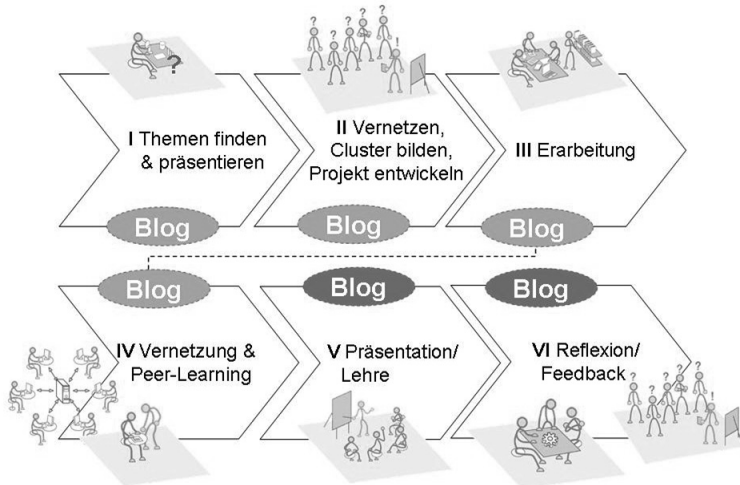 I Themen finden
& präsentieren
II Vernetzen,
Cluster bilden,
Projekt entwickeln
III Erarbeitung
Blog
Blog
Blog
Blog
Blog
Blog
IV Vernetzung &
Peer-Learning
V Präsentation/
Lehre
VI Reflexion/
Feedback